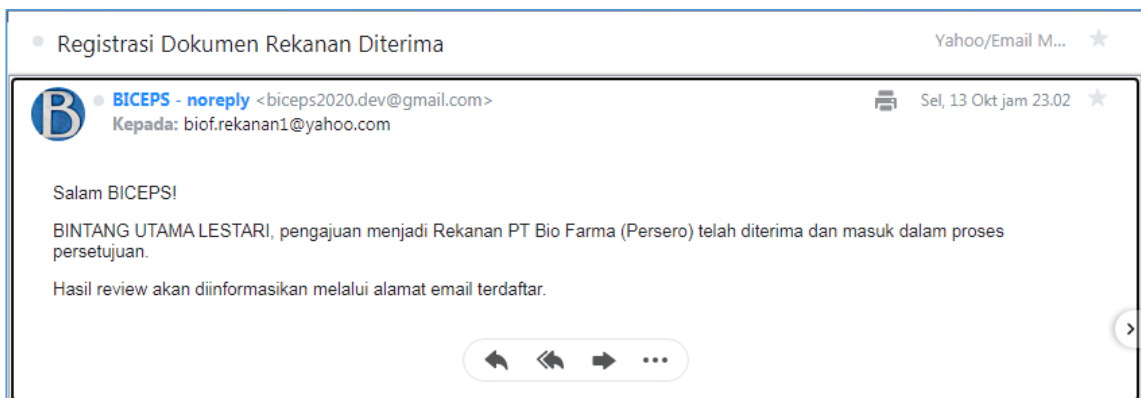 Registrasi Dokumen Rekanan Diterima
Yahoo/Email M...
B
BICEPS - noreply <biceps2020.dev@gmail.com>
Sel, 13 Okt jam 23.02
Kepada: biof.rekanan1@yahoo.com
Salam BICEPS!
BINTANG UTAMA LESTARI, pengajuan menjadi Rekanan PT Bio Farma (Persero) telah diterima dan masuk dalam proses
persetujuan.
Hasil review akan diinformasikan melalui alamat email terdaftar.